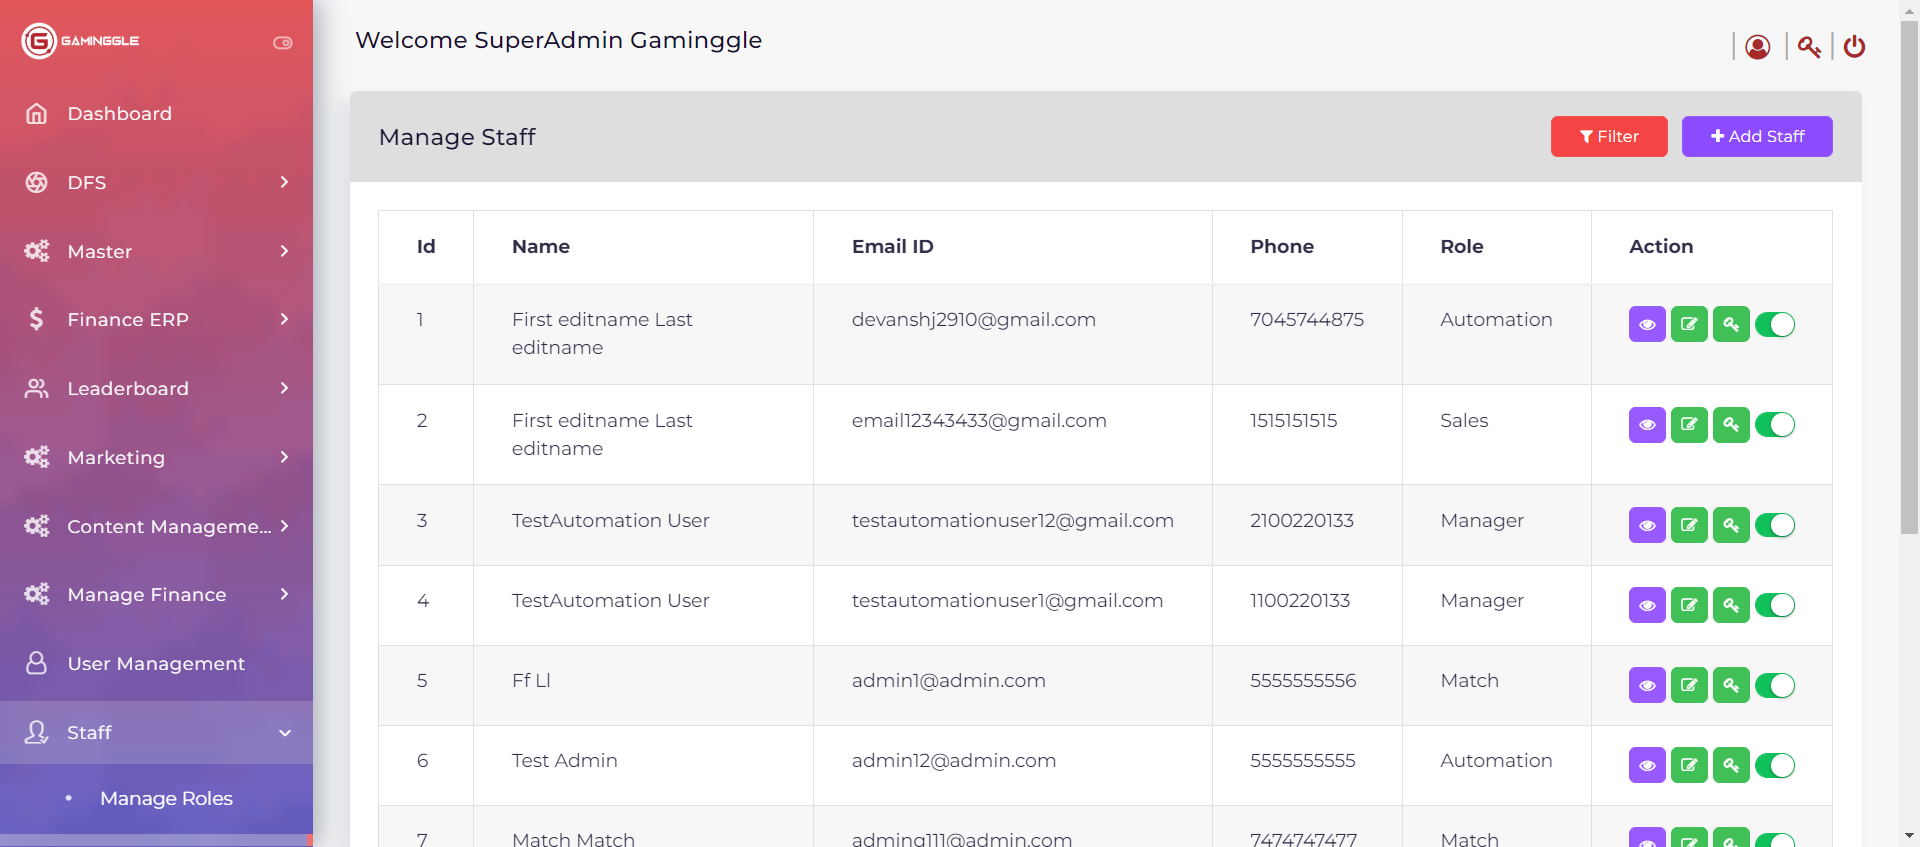 GAMINGGLE
Welcome SuperAdmin Gaminggle
Dashboard
DFS
Master
Finance ERP
Leaderboard
Marketing
Content Manageme...
Manage Finance
User Management
Staff
Manage Roles
Manage Staff
Filter
Add Staff
Id Name Email ID Phone Role Action
1 First editname Last devanshj2910@gmail.com 7045744875 Automation
editname
2 First editname Last email12343433@gmail.com 1515151515 Sales
editname
3 TestAutomation User testautomationuser12@gmail.com 2100220133 Manager
4 TestAutomation User testautomationuser1@gmail.com 1100220133 Manager
5 Ff Ll admin1@admin.com 5555555556 Match
6 Test Admin admin12@admin.com 5555555555 Automation
7 Match Match 7474747477 Match